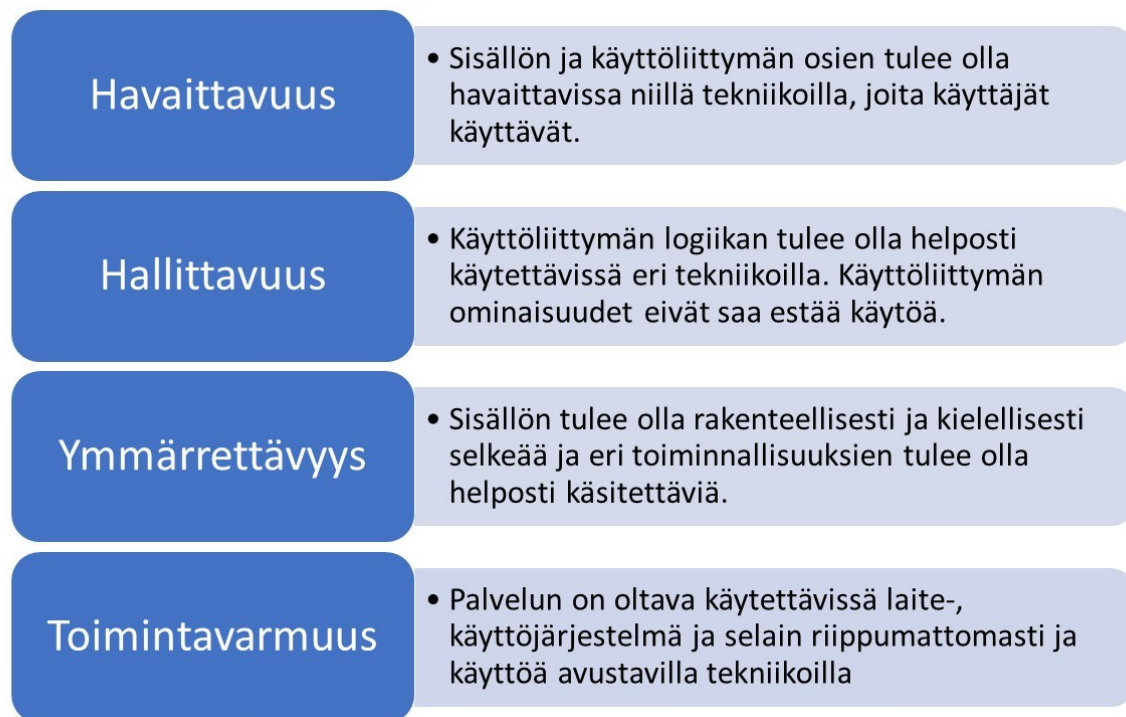 Havaittavuus
• Sisällön ja käyttöliittymän osien tulee olla
havaittavissa niillä tekniikoilla, joita käyttäjät
käyttävät.
Hallittavuus
• Käyttöliittymän logiikan tulee olla helposti
käytettävissä eri tekniikoilla. Käyttöliittymän
ominaisuudet eivät saa estää käytöä.
Ymmärrettävyys
• Sisällön tulee olla rakenteellisesti ja kielellisesti
selkeää ja eri toiminnallisuuksien tulee olla
helposti käsitettäviä.
Toimintavarmuus
• Palvelun on oltava käytettävissä laite-,
käyttöjärjestelmä ja selain riippumattomasti ja
käyttöä avustavilla tekniikoilla